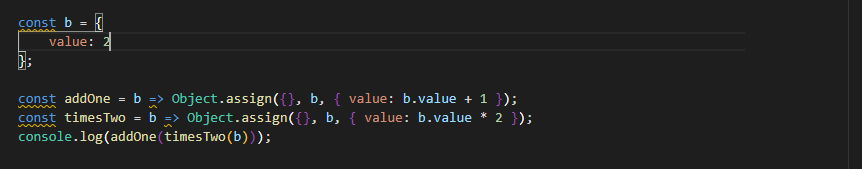 const b = {
    value: 2
};
const addOne = b => Object.assign({}, b, { value: b.value + 1 });
const timesTwo = b => Object.assign({}, b, { value: b.value * 2 });
console.log(addOne(timesTwo(b)));